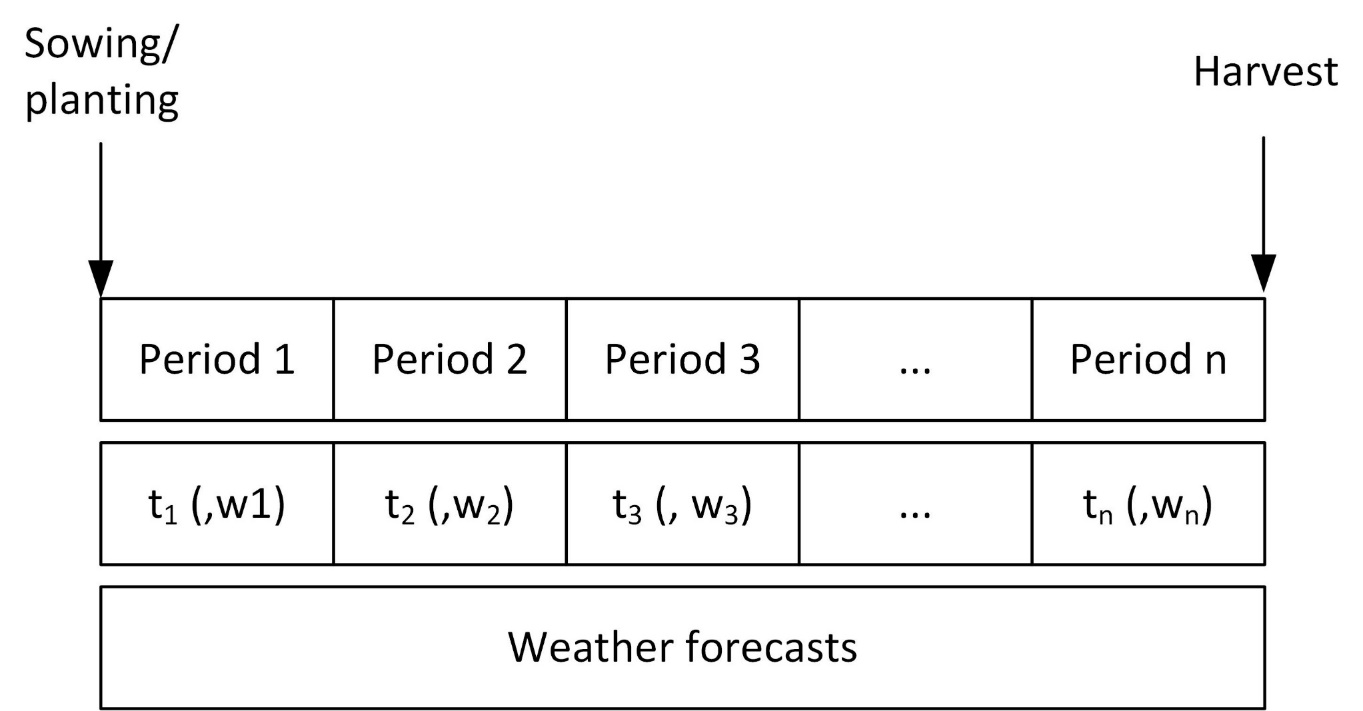 Sowing/
planting
Harvest
Period 1 Period 2 Period 3 ... Period n
t₁ (,w1) t₂ (,w₂) t₃ (, w₃) ... tₙ (,wₙ)
Weather forecasts